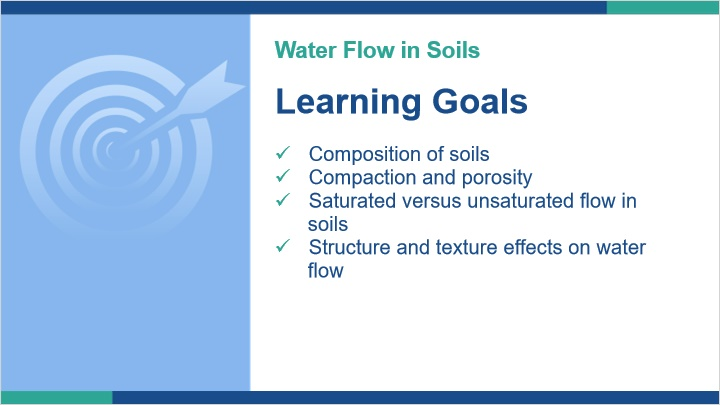 Water Flow in Soils
Learning Goals
✓ Composition of soils
✓ Compaction and porosity
✓ Saturated versus unsaturated flow in
soils
✓ Structure and texture effects on water
flow